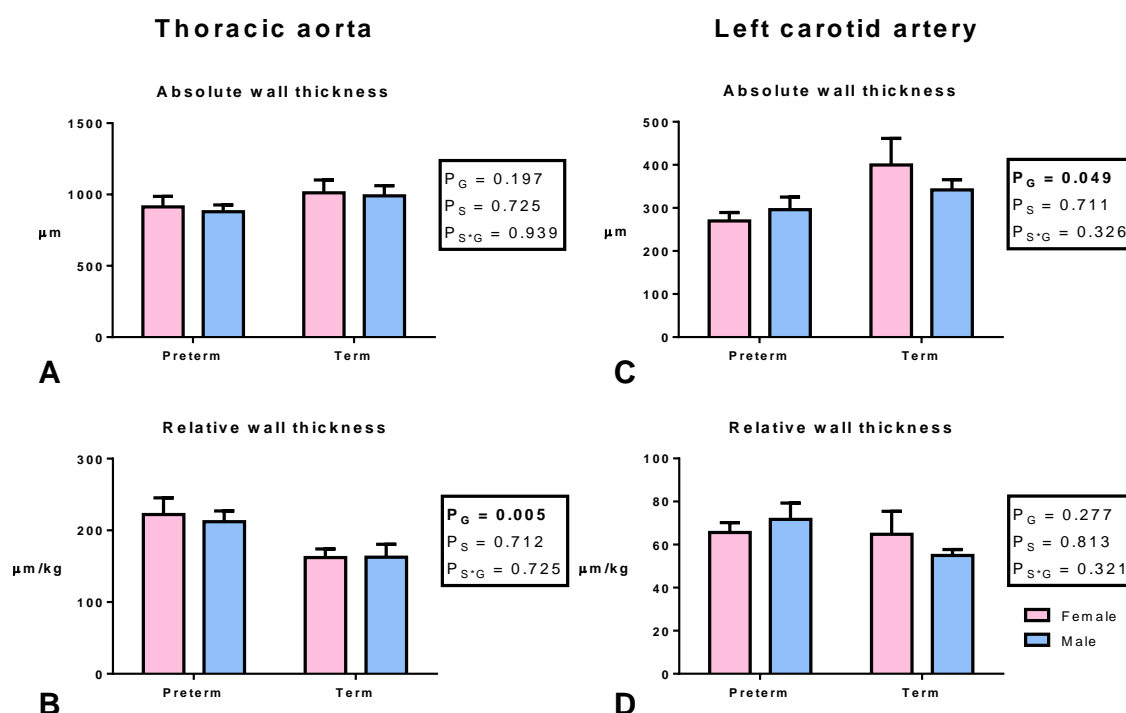 Thoracic aorta
Absolute wall thickness
1500
1000
500
0
µm
Preterm Term
P_G = 0.197
P_S = 0.725
P_S*G = 0.939
A
Relative wall thickness
300
200
100
0
µm/kg
Preterm Term
P_G = 0.005
P_S = 0.712
P_S*G = 0.725
B
Left carotid artery
Absolute wall thickness
500
400
300
200
100
0
µm
Preterm Term
P_G = 0.049
P_S = 0.711
P_S*G = 0.326
C
Relative wall thickness
100
80
60
40
20
0
µm/kg
Preterm Term
P_G = 0.277
P_S = 0.813
P_S*G = 0.321
Female
Male
D